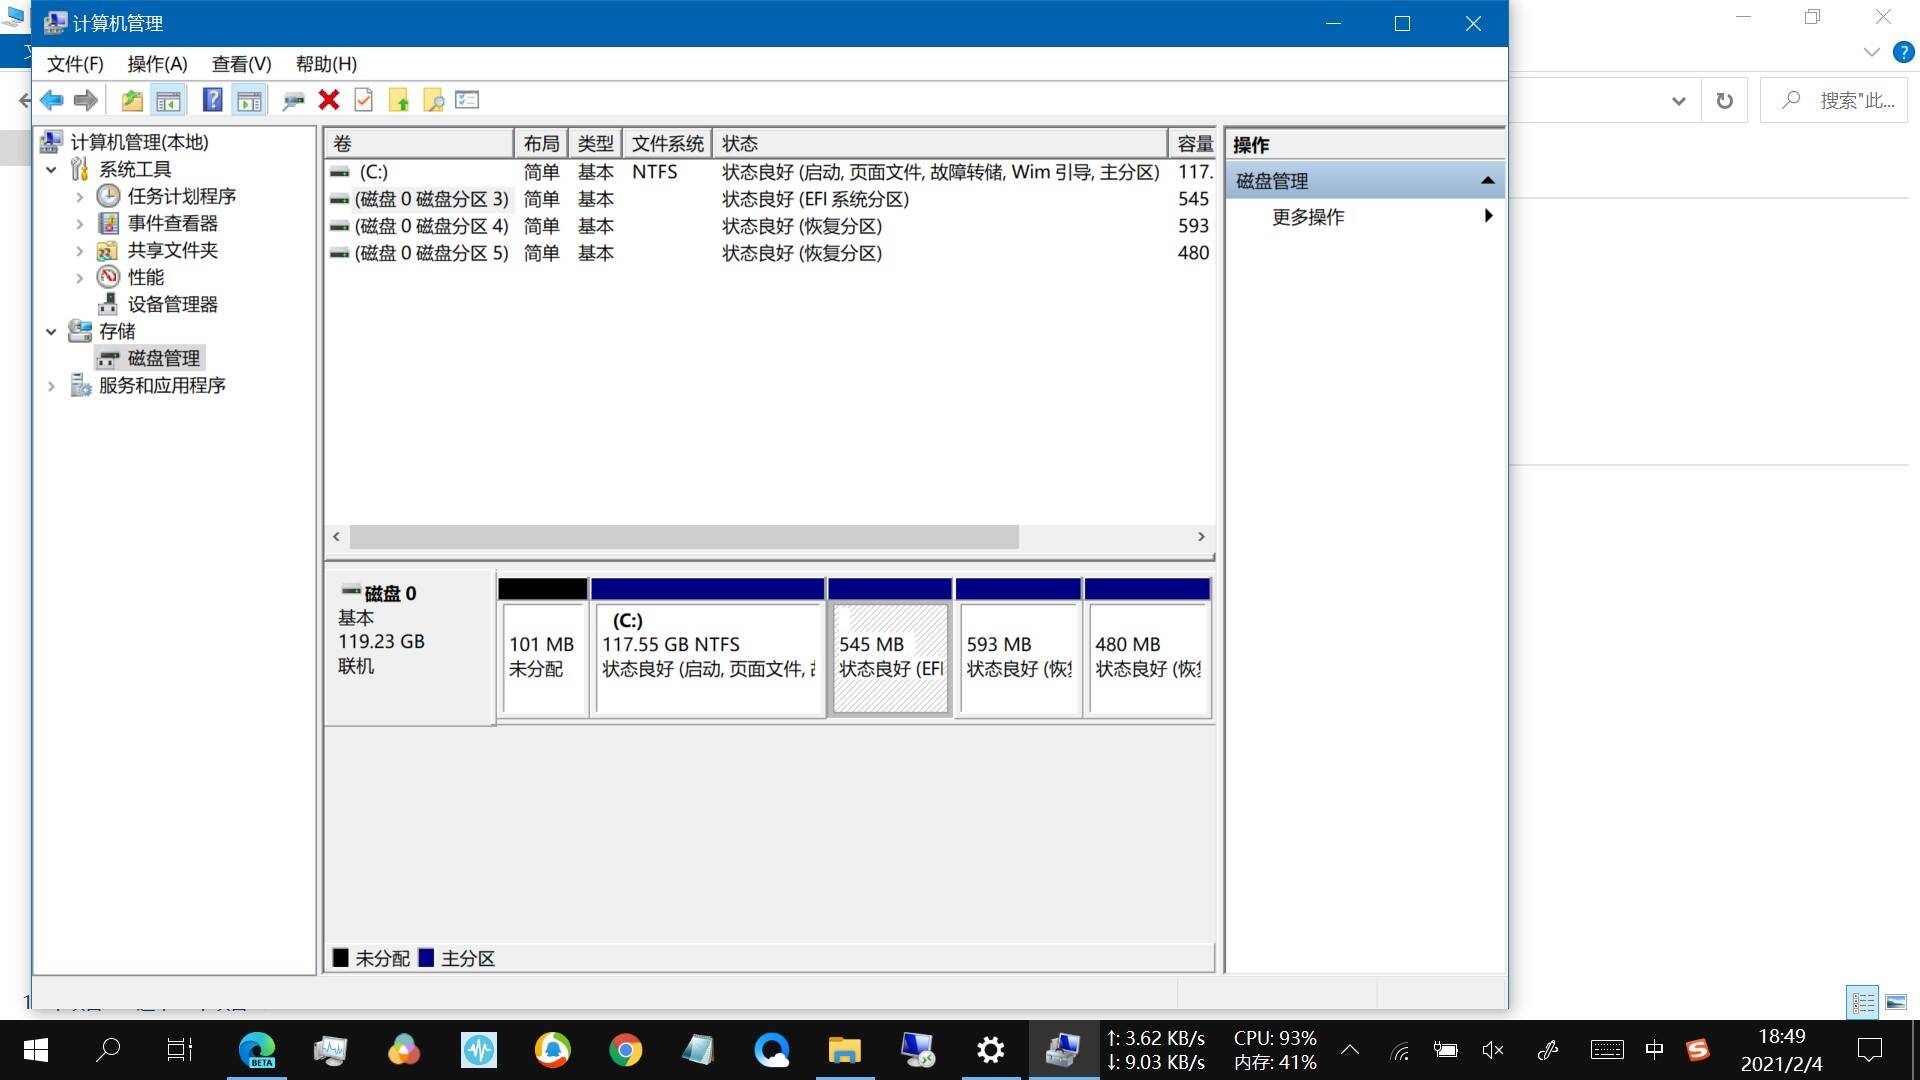 计算机管理
文件(F) 操作(A) 查看(V) 帮助(H)
搜索"此...
计算机管理(本地)
系统工具
任务计划程序
事件查看器
共享文件夹
性能
设备管理器
存储
磁盘管理
服务和应用程序
卷 布局 类型 文件系统 状态 容量
(C:) 简单 基本 NTFS 状态良好 (启动, 页面文件, 故障转储, Wim 引导, 主分区) 117.
(磁盘 0 磁盘分区 3) 简单 基本 状态良好 (EFI 系统分区) 545
(磁盘 0 磁盘分区 4) 简单 基本 状态良好 (恢复分区) 593
(磁盘 0 磁盘分区 5) 简单 基本 状态良好 (恢复分区) 480
操作
磁盘管理
更多操作
磁盘 0
基本
119.23 GB
联机
101 MB
未分配
(C:)
117.55 GB NTFS
状态良好 (启动, 页面文件,
545 MB
状态良好 (EFI
593 MB
状态良好 (恢
480 MB
状态良好 (恢
未分配 主分区
BETA
↑: 3.62 KB/s
↓: 9.03 KB/s
CPU: 93%
内存: 41%
中
18:49
2021/2/4